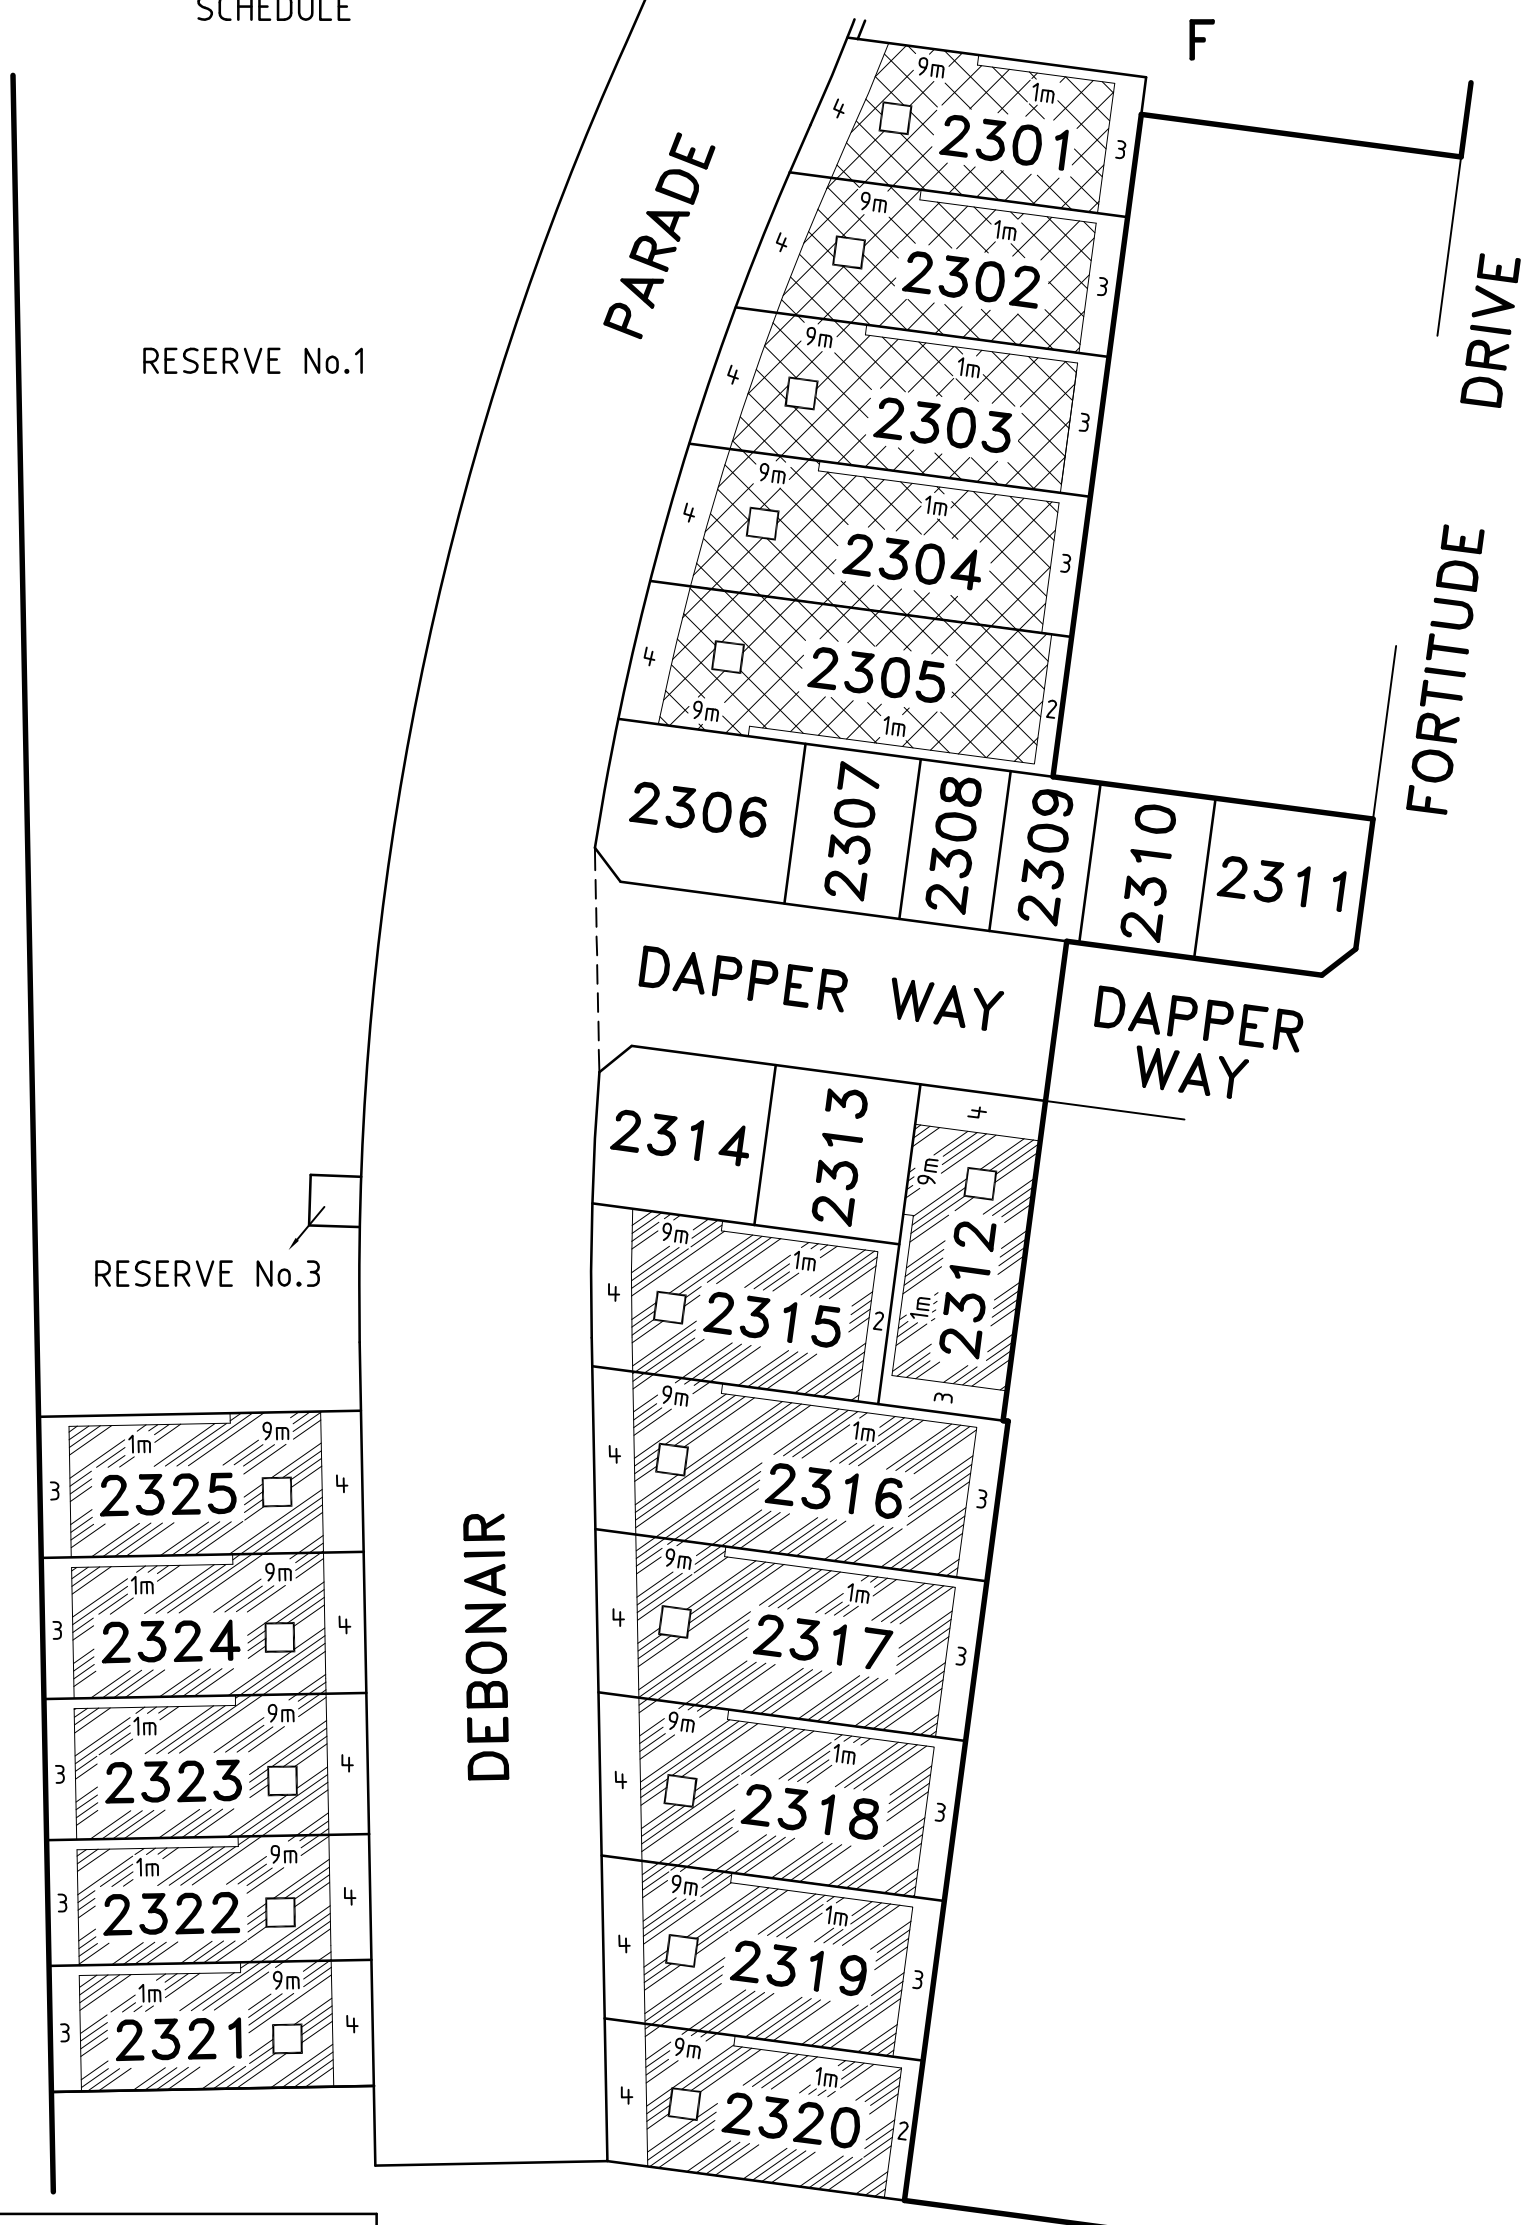 SCHEDULE
F
9m
1m
4
2301
3
PARADE
9m
1m
4
2302
3
DRIVE
RESERVE No.1
9m
1m
4
2303
3
9m
1m
4
2304
3
FORTITUDE
4
2305
2
9m
1m
2306
2307
2308
2309
2310
2311
DAPPER WAY
DAPPER
WAY
2314
2313
4
9m
2312
1m
3
RESERVE No.3
9m
1m
4
2315
2
9m
1m
4
2316
3
1m
9m
3
2325
4
DEBONAIR
9m
1m
4
2317
3
1m
9m
3
2324
4
9m
1m
4
2318
3
1m
9m
3
2323
4
9m
1m
4
2319
3
1m
9m
3
2322
4
1m
9m
3
2321
4
9m
1m
4
2320
2